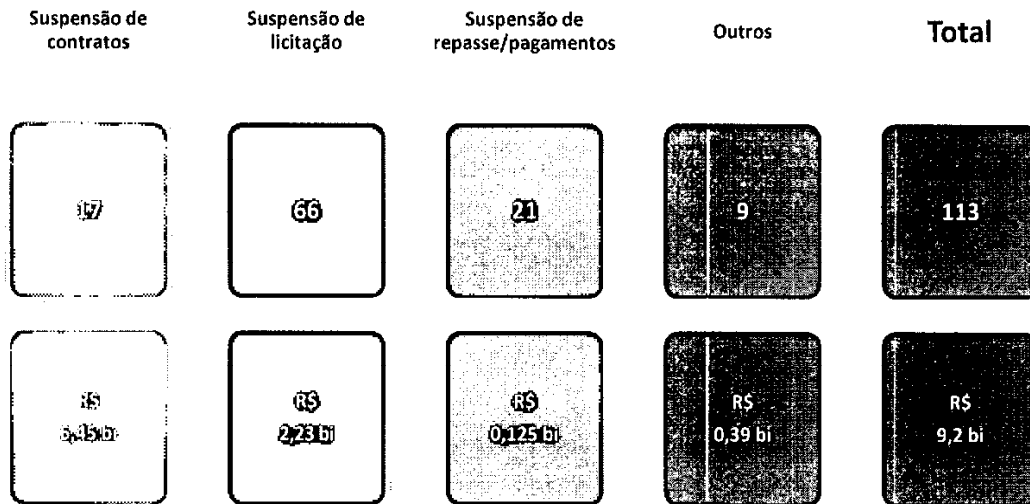 Suspensão de
contratos
Suspensão de
licitação
Suspensão de
repasse/pagamentos
Outros
Total
17
66
21
9
113
R$
6,45 bi
R$
2,23 bi
R$
0,125 bi
R$
0,39 bi
R$
9,2 bi